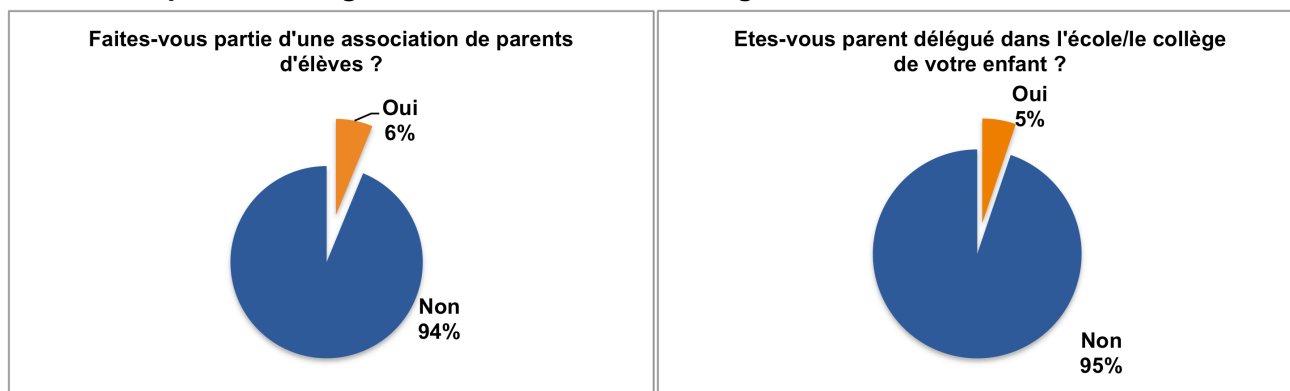 Faites-vous partie d'une association de parents
d'élèves ?
Oui
6%
Non
94%
Etes-vous parent délégué dans l'école/le collège
de votre enfant ?
Oui
5%
Non
95%